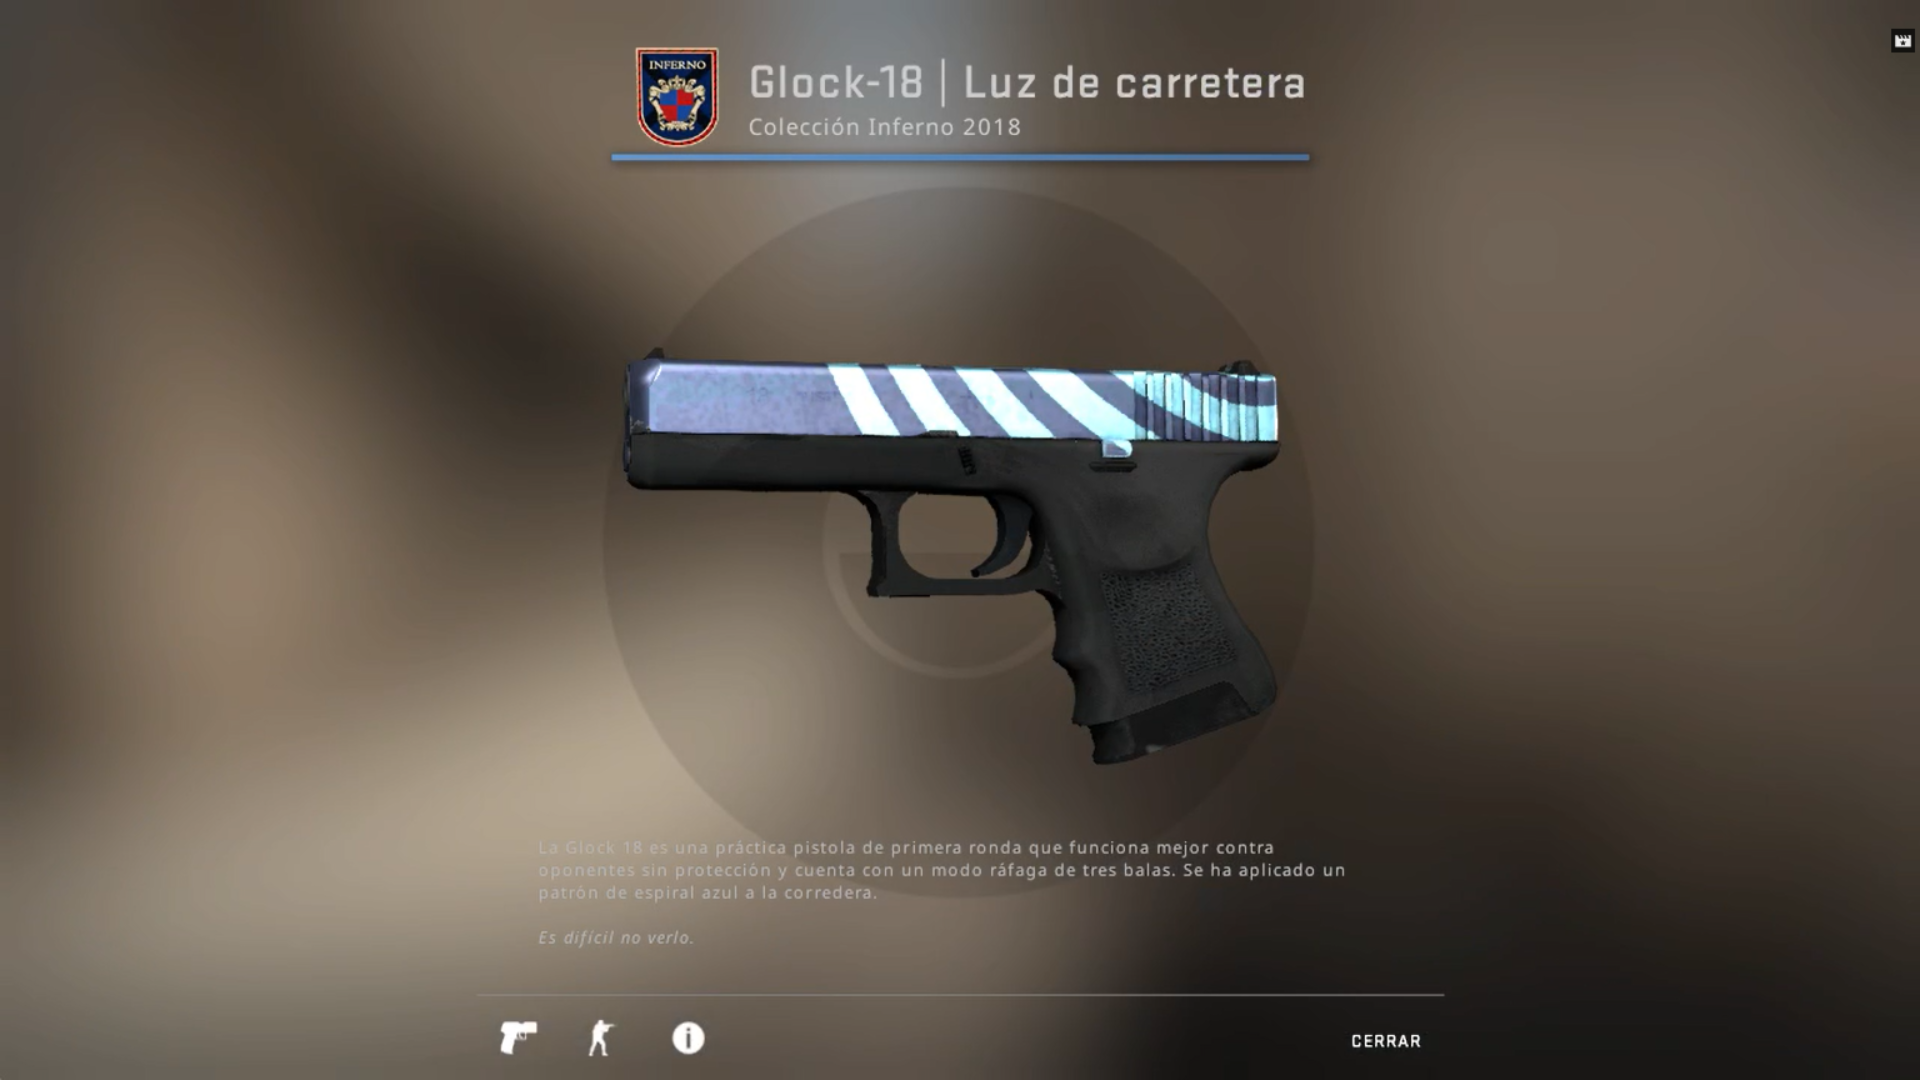 INFERNO
Glock-18 | Luz de carretera
Colección Inferno 2018
La Glock 18 es una práctica pistola de primera ronda que funciona mejor contra
oponentes sin protección y cuenta con un modo ráfaga de tres balas. Se ha aplicado un
patrón de espiral azul a la corredera.
Es difícil no verlo.
CERRAR